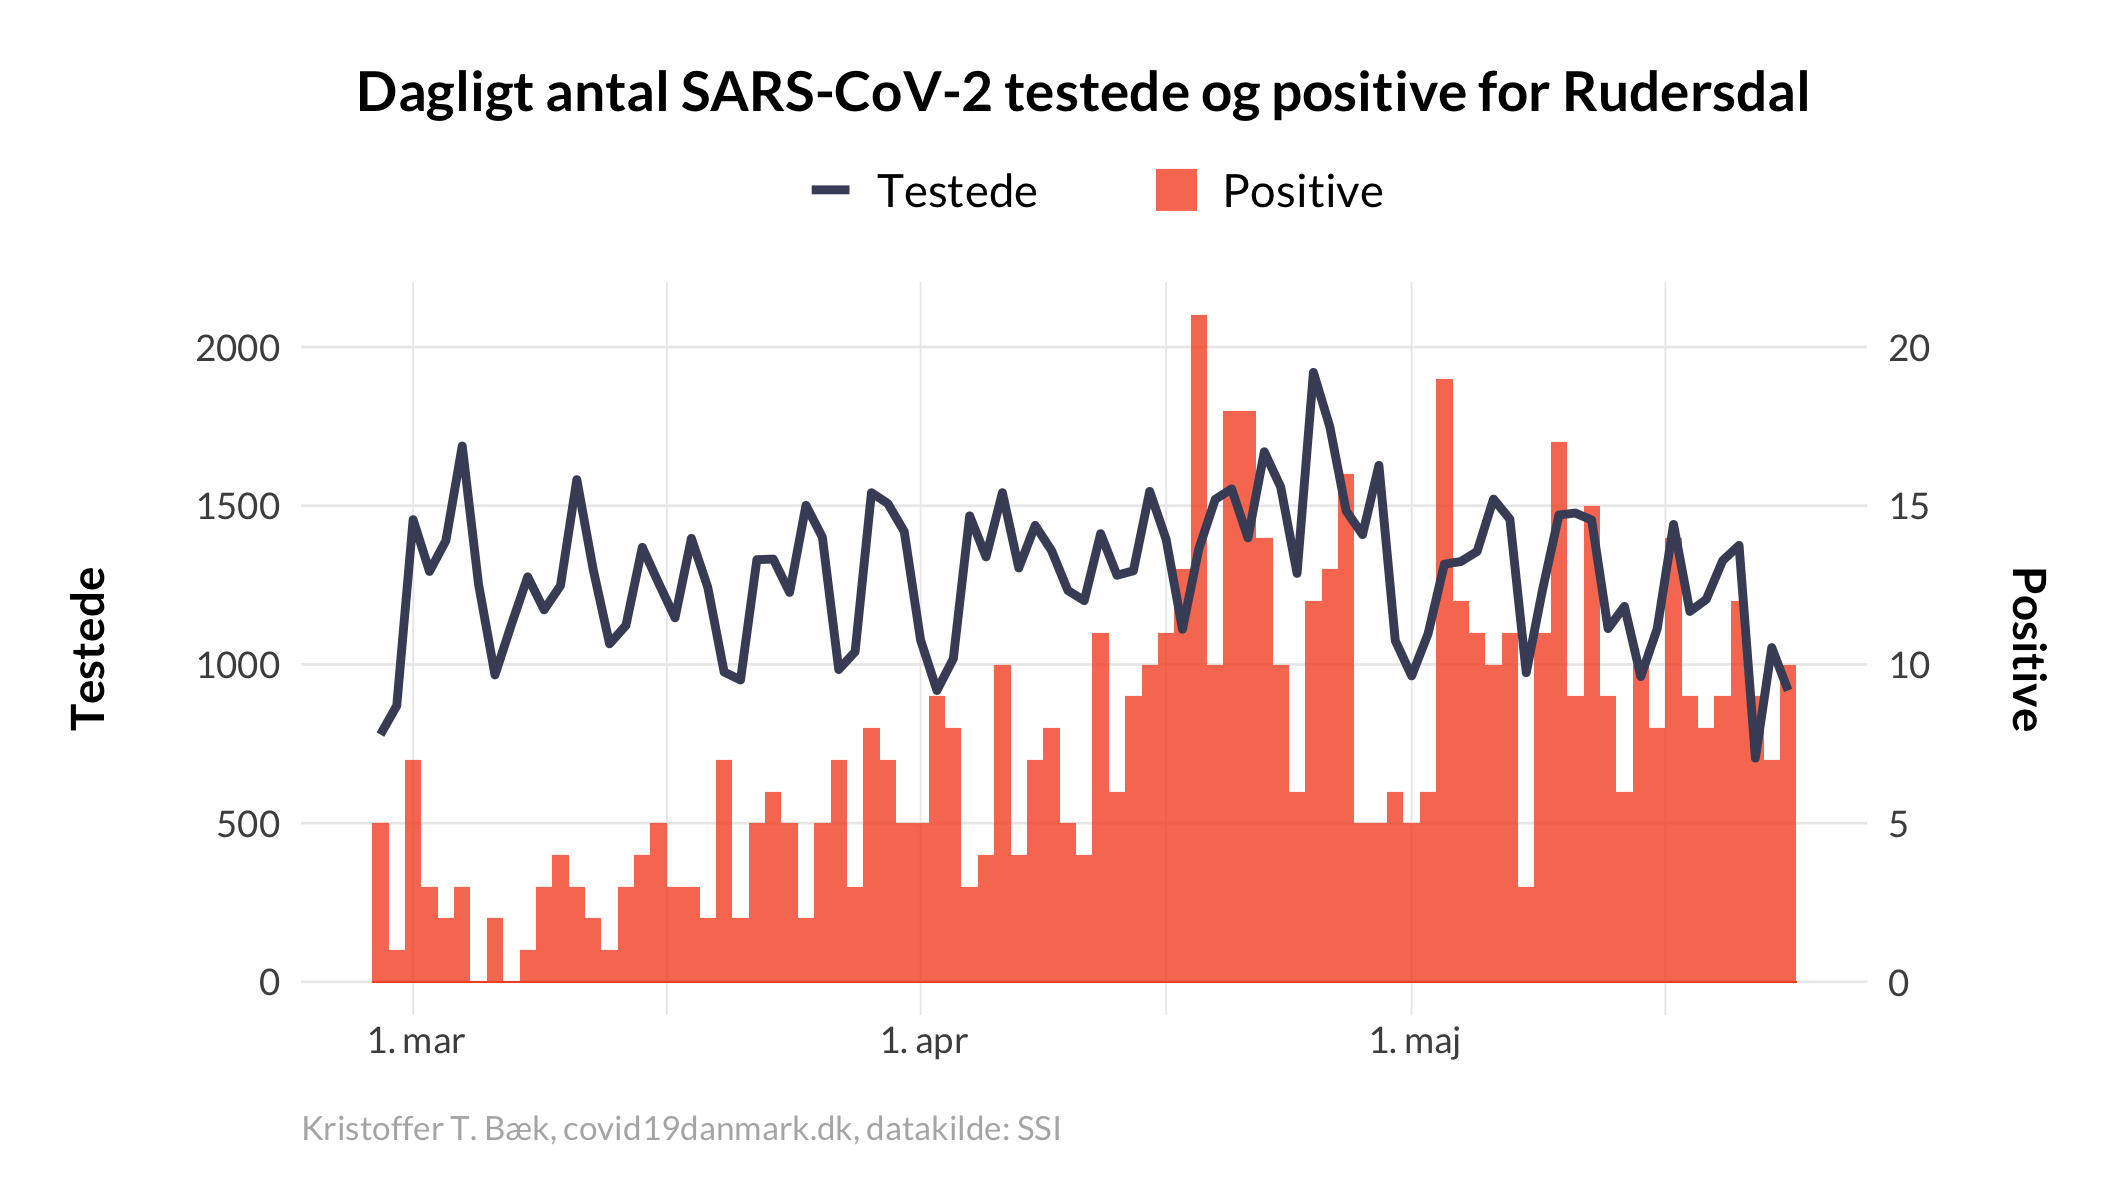 Dagligt antal SARS-CoV-2 testede og positive for Rudersdal
Testede
Positive
2000
1500
1000
500
0
20
15
10
5
0
Testede
Positive
1. mar
1. apr
1. maj
Kristoffer T. Bæk, covid19danmark.dk, datakilde: SSI